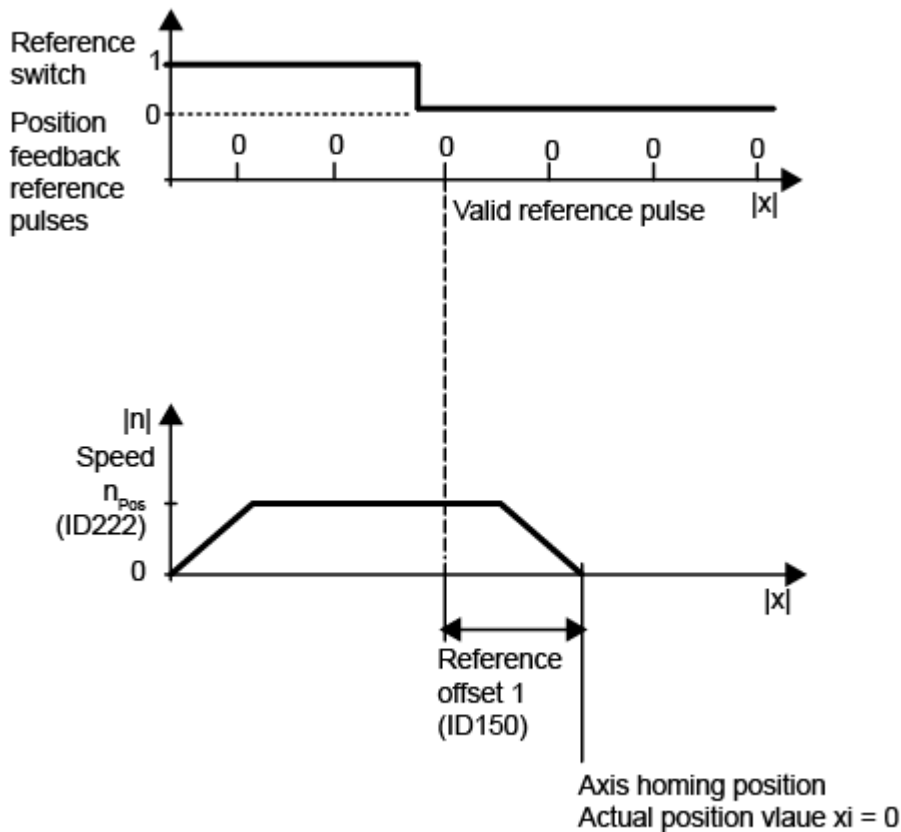 Reference
switch
1
0
Position
feedback
reference
pulses
0 0 0 0 0 0
Valid reference pulse
|x|
|n|
Speed
nPos
(ID222)
0
|x|
Reference
offset 1
(ID150)
Axis homing position
Actual position vlaue xi = 0